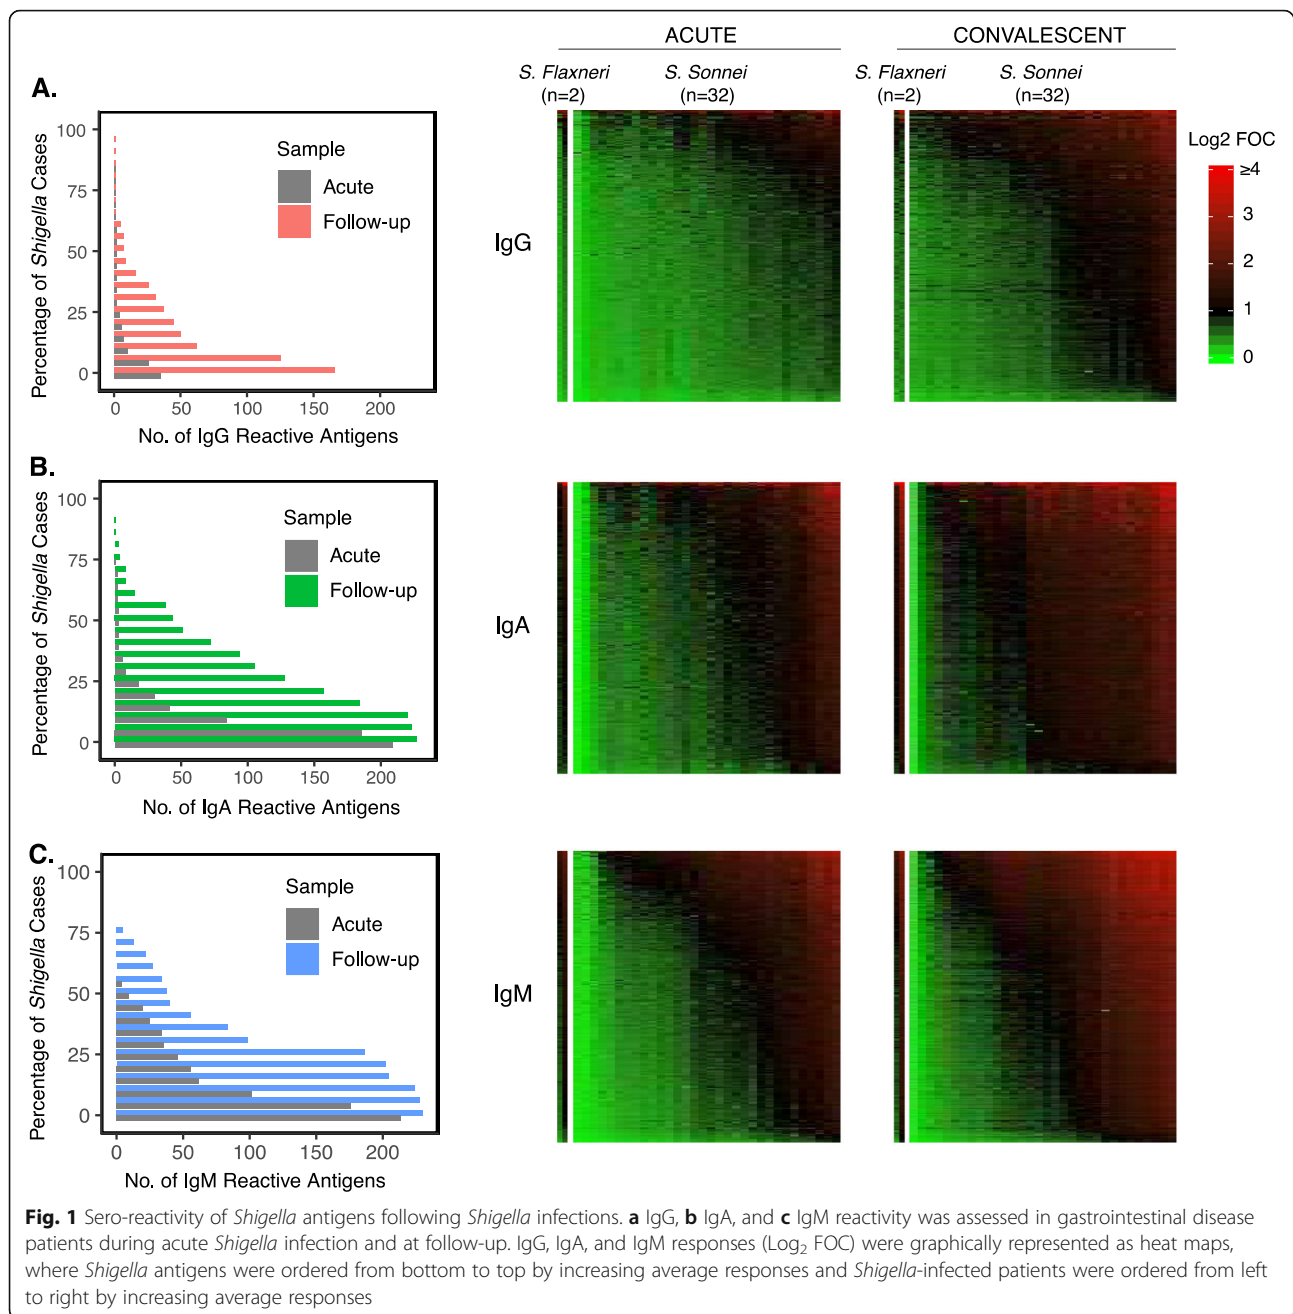 ACUTE
CONVALESCENT
S. Flaxneri
(n=2)
S. Sonnei
(n=32)
S. Flaxneri
(n=2)
S. Sonnei
(n=32)
A.
Percentage of Shigella Cases
100
75
50
25
0
Sample
Acute
Follow-up
0 50 100 150 200
No. of IgG Reactive Antigens
IgG
Log2 FOC
≥4
3
2
1
0
B.
Percentage of Shigella Cases
100
75
50
25
0
Sample
Acute
Follow-up
0 50 100 150 200
No. of IgA Reactive Antigens
IgA
C.
Percentage of Shigella Cases
100
75
50
25
0
Sample
Acute
Follow-up
0 50 100 150 200
No. of IgM Reactive Antigens
IgM
Fig. 1 Sero-reactivity of Shigella antigens following Shigella infections. a IgG, b IgA, and c IgM reactivity was assessed in gastrointestinal disease
patients during acute Shigella infection and at follow-up. IgG, IgA, and IgM responses (Log₂ FOC) were graphically represented as heat maps,
where Shigella antigens were ordered from bottom to top by increasing average responses and Shigella-infected patients were ordered from left
to right by increasing average responses